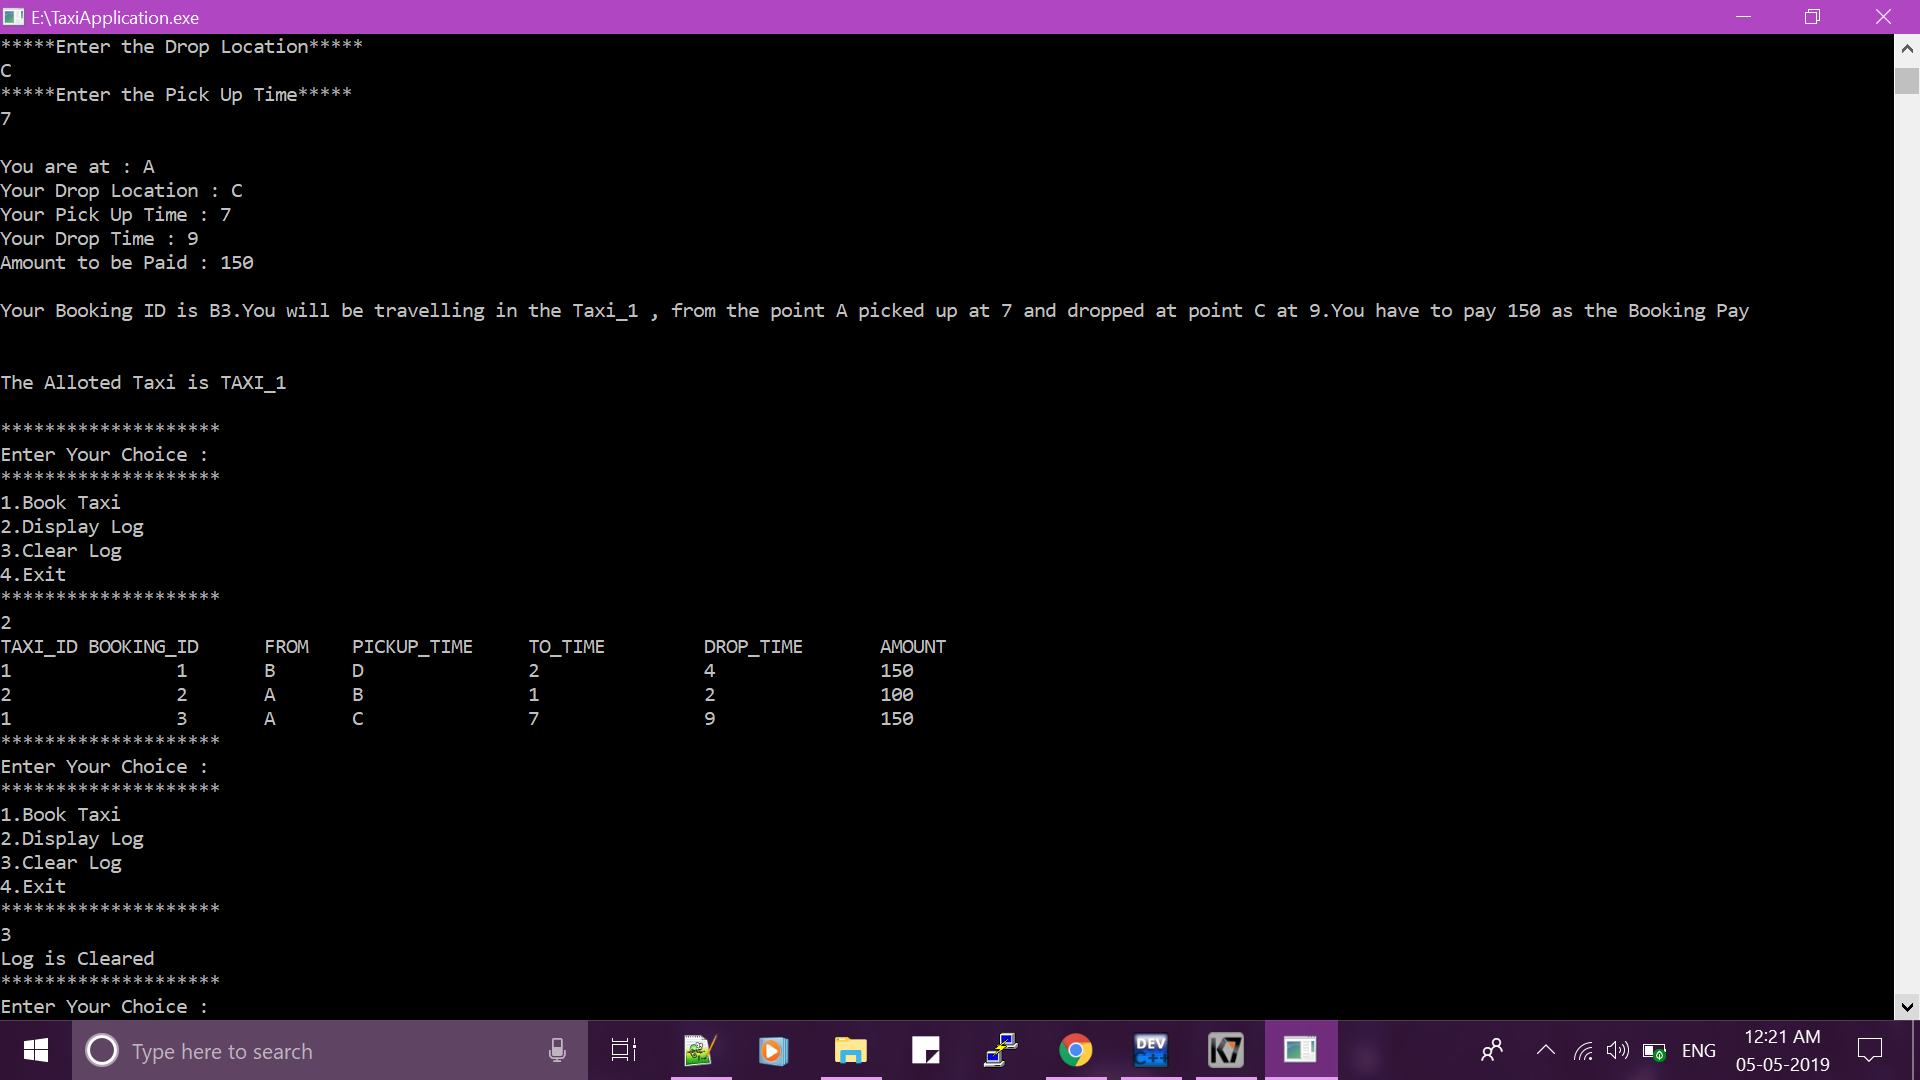 E:\TaxiApplication.exe
*****Enter the Drop Location*****
C
*****Enter the Pick Up Time*****
7
You are at : A
Your Drop Location : C
Your Pick Up Time : 7
Your Drop Time : 9
Amount to be Paid : 150
Your Booking ID is B3.You will be travelling in the Taxi_1 , from the point A picked up at 7 and dropped at point C at 9.You have to pay 150 as the Booking Pay
The Alloted Taxi is TAXI_1
********************
Enter Your Choice :
********************
1.Book Taxi
2.Display Log
3.Clear Log
4.Exit
********************
2
TAXI_ID BOOKING_ID FROM PICKUP_TIME TO_TIME DROP_TIME AMOUNT
1 1 B D 2 4 150
2 2 A B 1 2 100
1 3 A C 7 9 150
********************
Enter Your Choice :
********************
1.Book Taxi
2.Display Log
3.Clear Log
4.Exit
********************
3
Log is Cleared
********************
Enter Your Choice :
Type here to search
DEV C++
K7
ENG
12:21 AM
05-05-2019